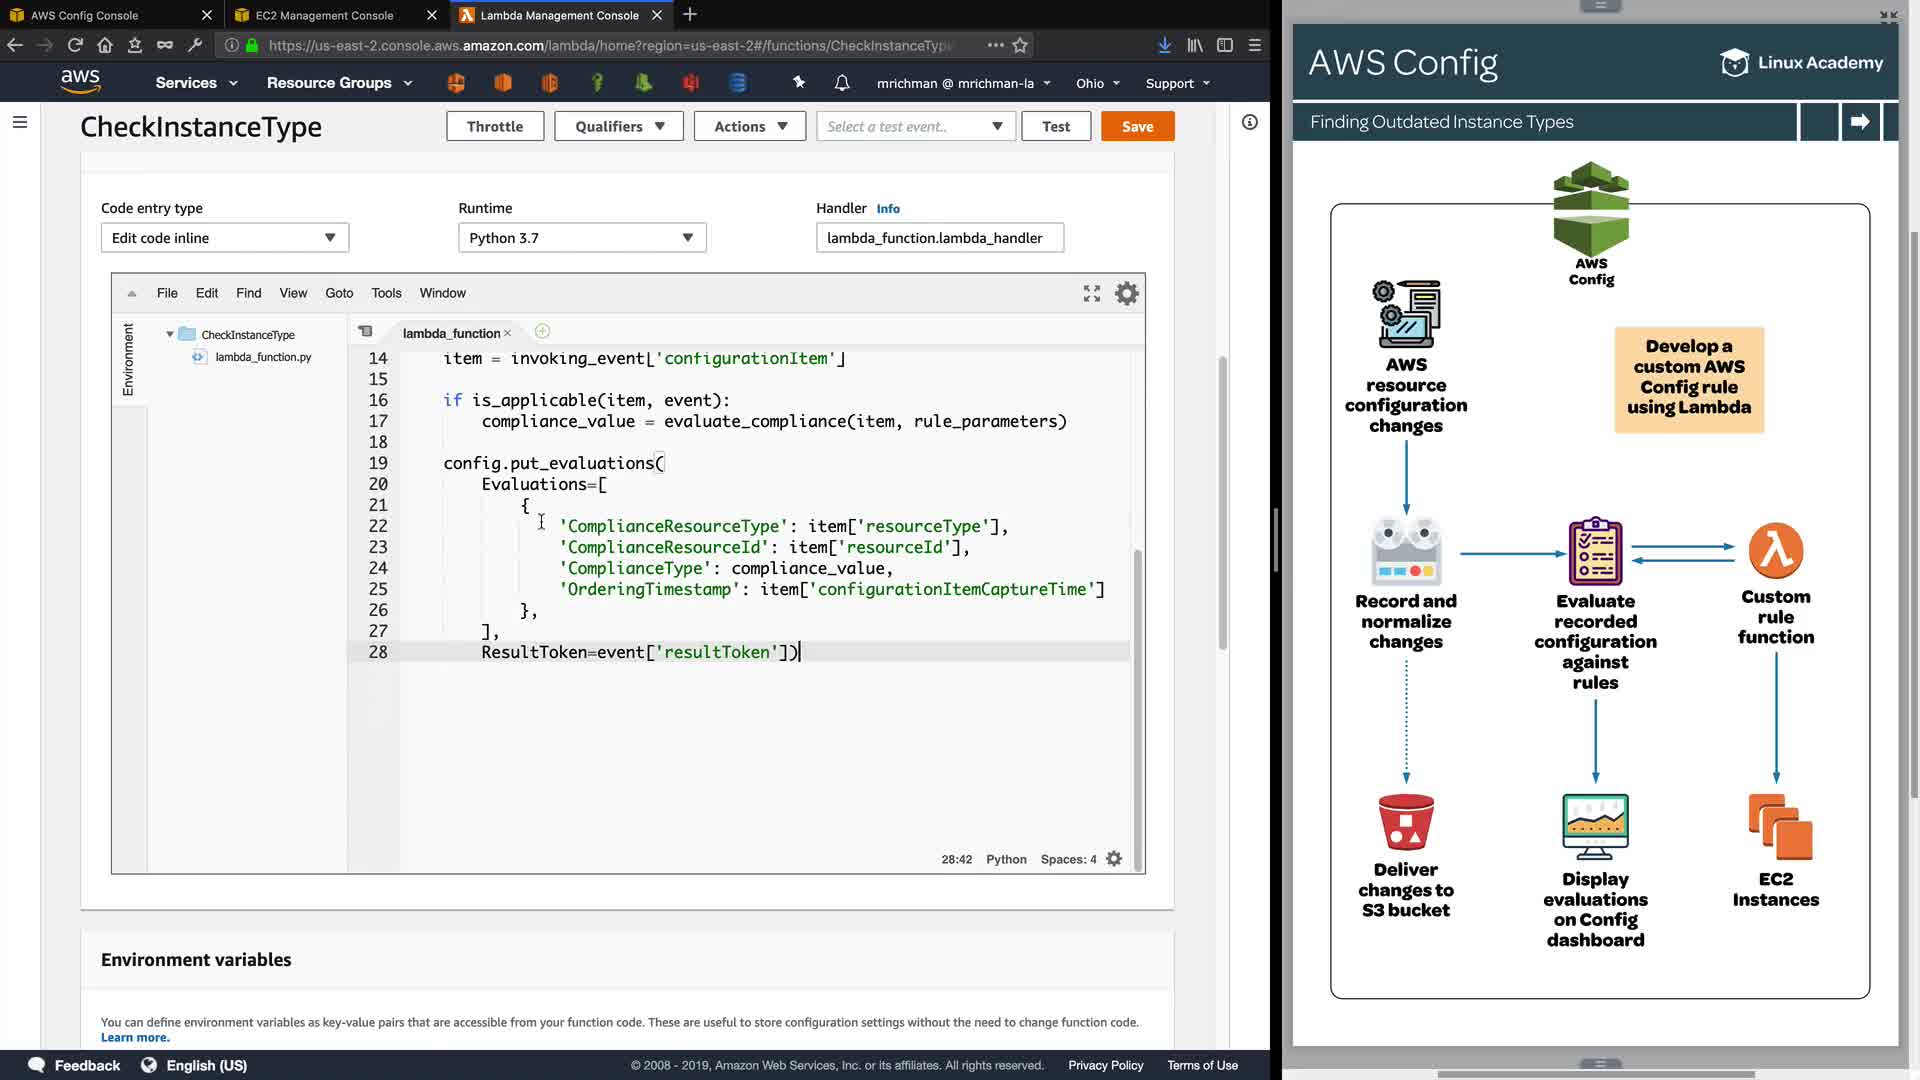 AWS Config Console
EC2 Management Console
Lambda Management Console
https://us-east-2.console.aws.amazon.com/lambda/home?region=us-east-2#/functions/CheckInstanceType
aws
Services
Resource Groups
mrichman @ mrichman-la
Ohio
Support
CheckInstanceType
Throttle
Qualifiers
Actions
Select a test event..
Test
Save
Code entry type
Runtime
Handler Info
Edit code inline
Python 3.7
lambda_function.lambda_handler
File Edit Find View Goto Tools Window
Environment
CheckInstanceType
lambda_function.py
lambda_function
14 item = invoking_event['configurationItem']
15
16 if is_applicable(item, event):
17 compliance_value = evaluate_compliance(item, rule_parameters)
18
19 config.put_evaluations(
20 Evaluations=[
21 {
22 'ComplianceResourceType': item['resourceType'],
23 'ComplianceResourceId': item['resourceId'],
24 'ComplianceType': compliance_value,
25 'OrderingTimestamp': item['configurationItemCaptureTime']
26 },
27 ],
28 ResultToken=event['resultToken'])
28:42 Python Spaces: 4
Environment variables
You can define environment variables as key-value pairs that are accessible from your function code. These are useful to store configuration settings without the need to change function code.
Learn more.
Feedback
English (US)
© 2008 - 2019, Amazon Web Services, Inc. or its affiliates. All rights reserved.
Privacy Policy
Terms of Use
AWS Config
Linux Academy
Finding Outdated Instance Types
AWS
Config
AWS
resource
configuration
changes
Develop a
custom AWS
Config rule
using Lambda
Record and
normalize
changes
Evaluate
recorded
configuration
against
rules
Custom
rule
function
Deliver
changes to
S3 bucket
Display
evaluations
on Config
dashboard
EC2
Instances